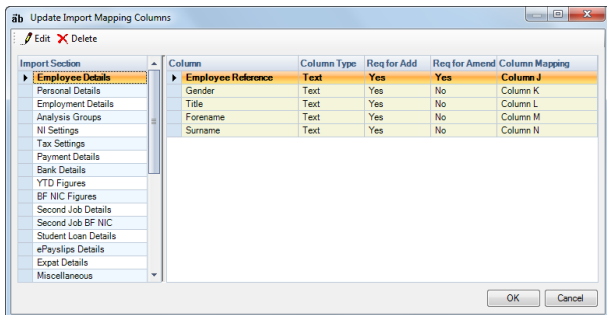 ab Update Import Mapping Columns
Edit Delete
Import Section Column Column Type Req for Add Req for Amend Column Mapping
Employee Details Employee Reference Text Yes Yes Column J
Personal Details Gender Text Yes No Column K
Employment Details Title Text Yes No Column L
Analysis Groups Forename Text Yes No Column M
NI Settings Surname Text Yes No Column N
Tax Settings
Payment Details
Bank Details
YTD Figures
BF NIC Figures
Second Job Details
Second Job BF NIC
Student Loan Details
ePayslips Details
Expat Details
Miscellaneous
OK Cancel